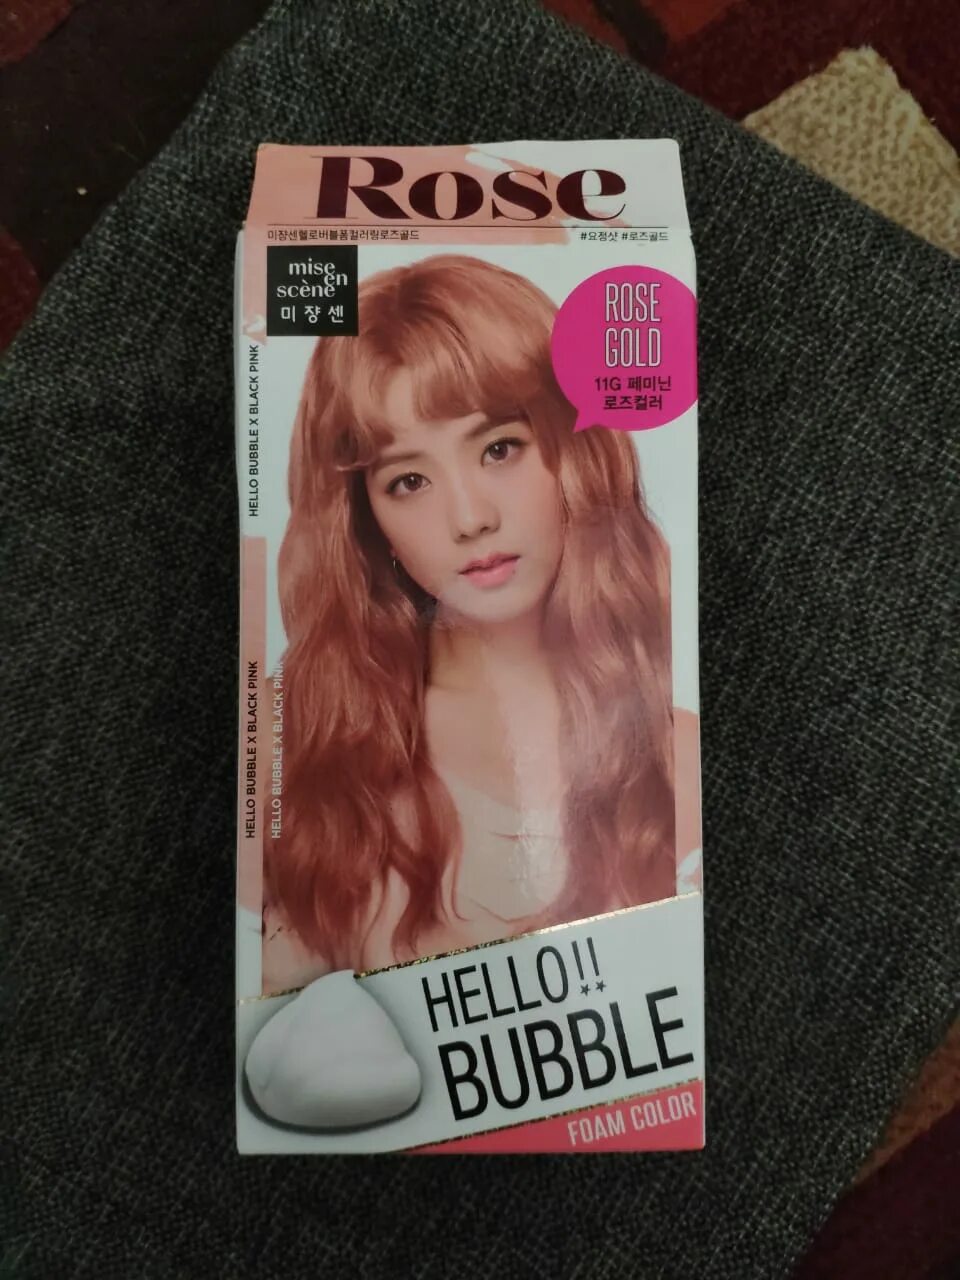 Rose
미쟝센헬로버블폼컬러링로즈골드
#요정샷 #로즈골드
mise
en
scène
미쟝센
ROSE
GOLD
11G 페미닌
로즈컬러
HELLO BUBBLE X BLACK PINK
HELLO BUBBLE X BLACK PINK
HELLO BUBBLE X BLACK PINK
HELLO!!
BUBBLE
FOAM COLOR